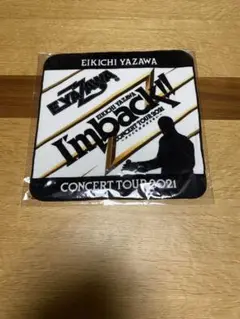 EIKICHI YAZAWA
E.YAZAWA
EIKICHI YAZAWA
I'm back!!
CONCERT TOUR 2021
CONCERT TOUR 2021